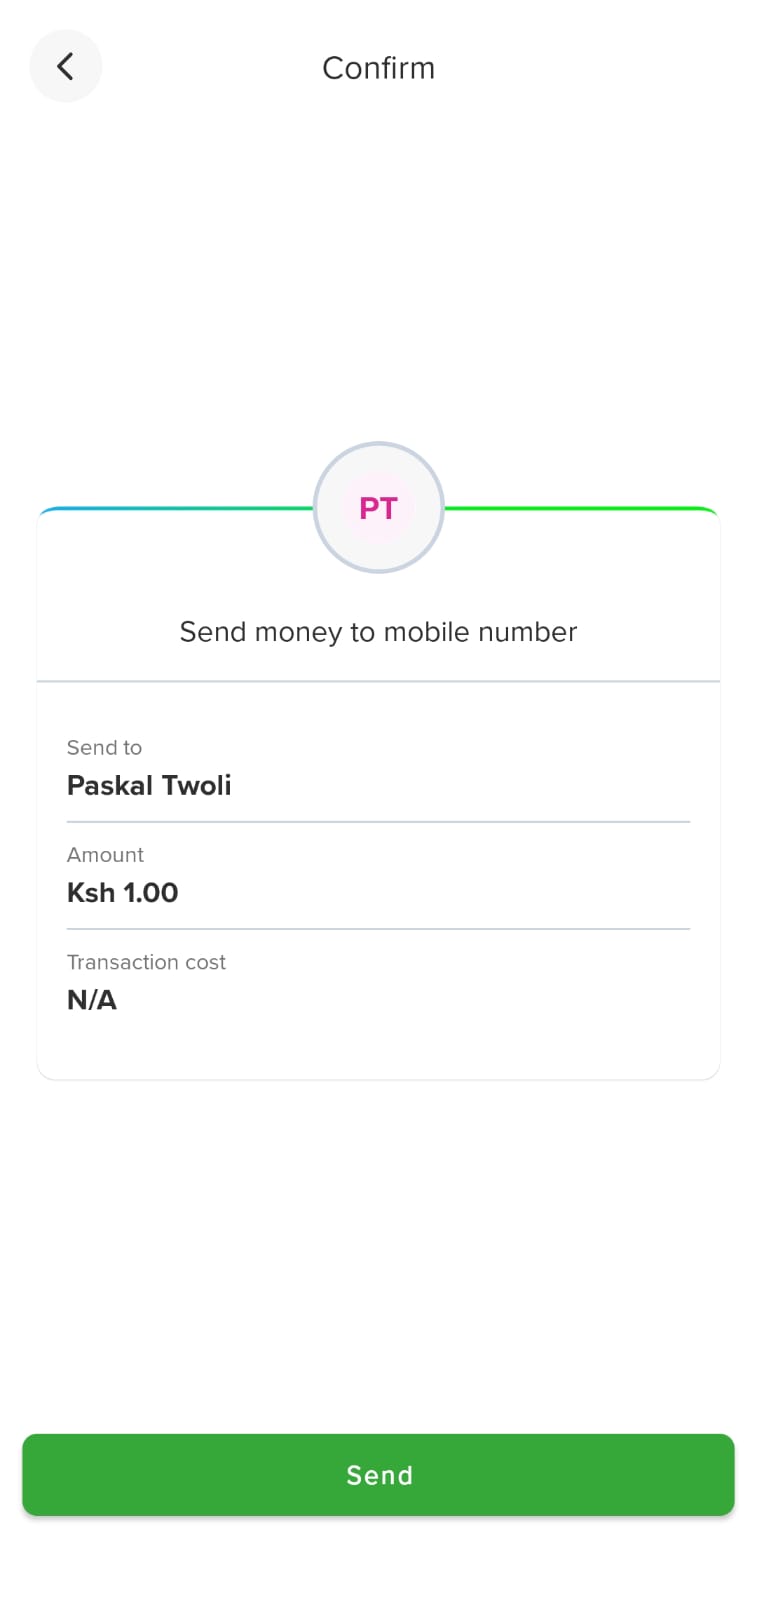 Confirm
PT
Send money to mobile number
Send to
Paskal Twoli
Amount
Ksh 1.00
Transaction cost
N/A
Send